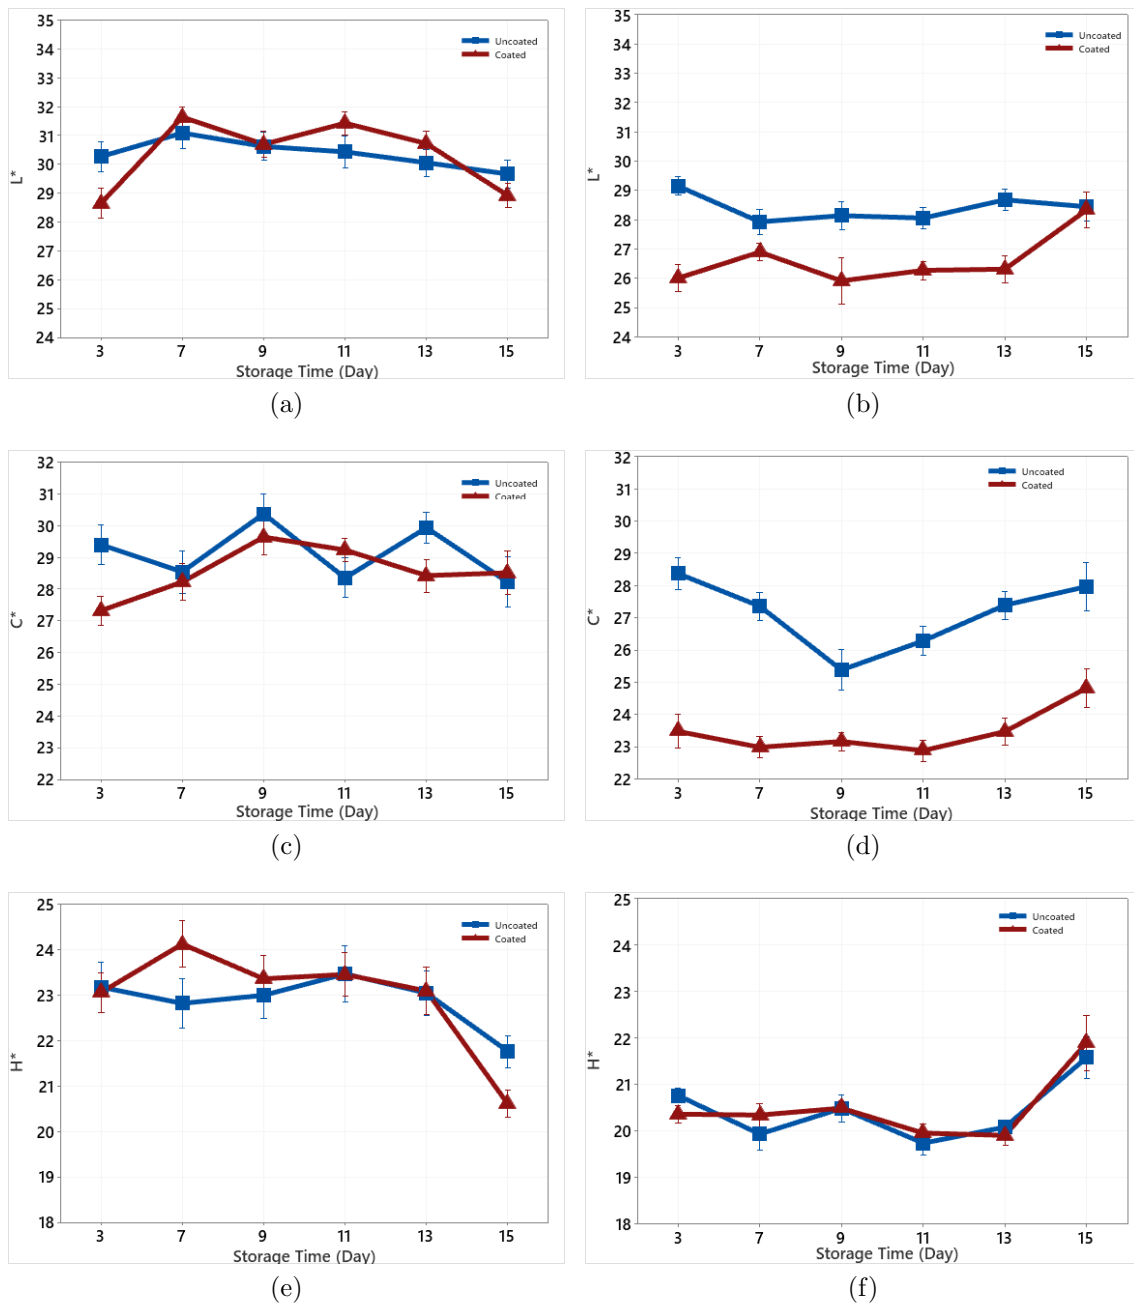 35
34
33
32
31
30
29
28
27
26
25
24
L*
Uncoated
Coated
3 7 9 11 13 15
Storage Time (Day)
(a)
35
34
33
32
31
30
29
28
27
26
25
24
L*
Uncoated
Coated
3 7 9 11 13 15
Storage Time (Day)
(b)
32
31
30
29
28
27
26
25
24
23
22
C*
Uncoated
Coated
3 7 9 11 13 15
Storage Time (Day)
(c)
32
31
30
29
28
27
26
25
24
23
22
C*
Uncoated
Coated
3 7 9 11 13 15
Storage Time (Day)
(d)
25
24
23
22
21
20
19
18
H*
Uncoated
Coated
3 7 9 11 13 15
Storage Time (Day)
(e)
25
24
23
22
21
20
19
18
H*
Uncoated
Coated
3 7 9 11 13 15
Storage Time (Day)
(f)